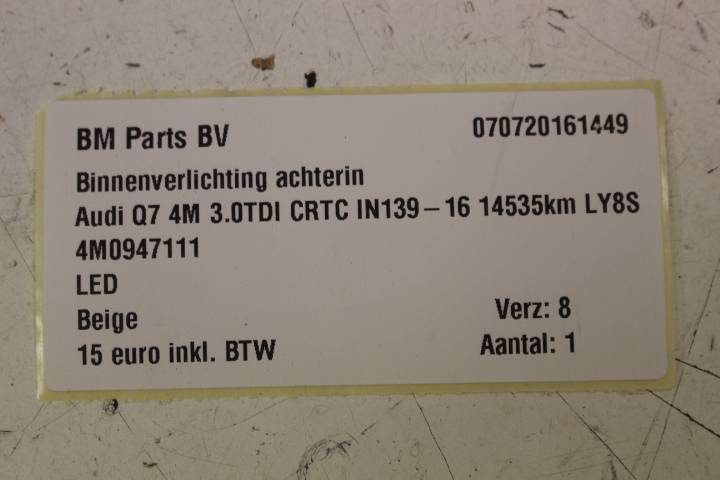 BM Parts BV 070720161449
Binnenverlichting achterin
Audi Q7 4M 3.0TDI CRTC IN139–16 14535km LY8S
4M0947111
LED
Beige Verz: 8
15 euro inkl. BTW Aantal: 1